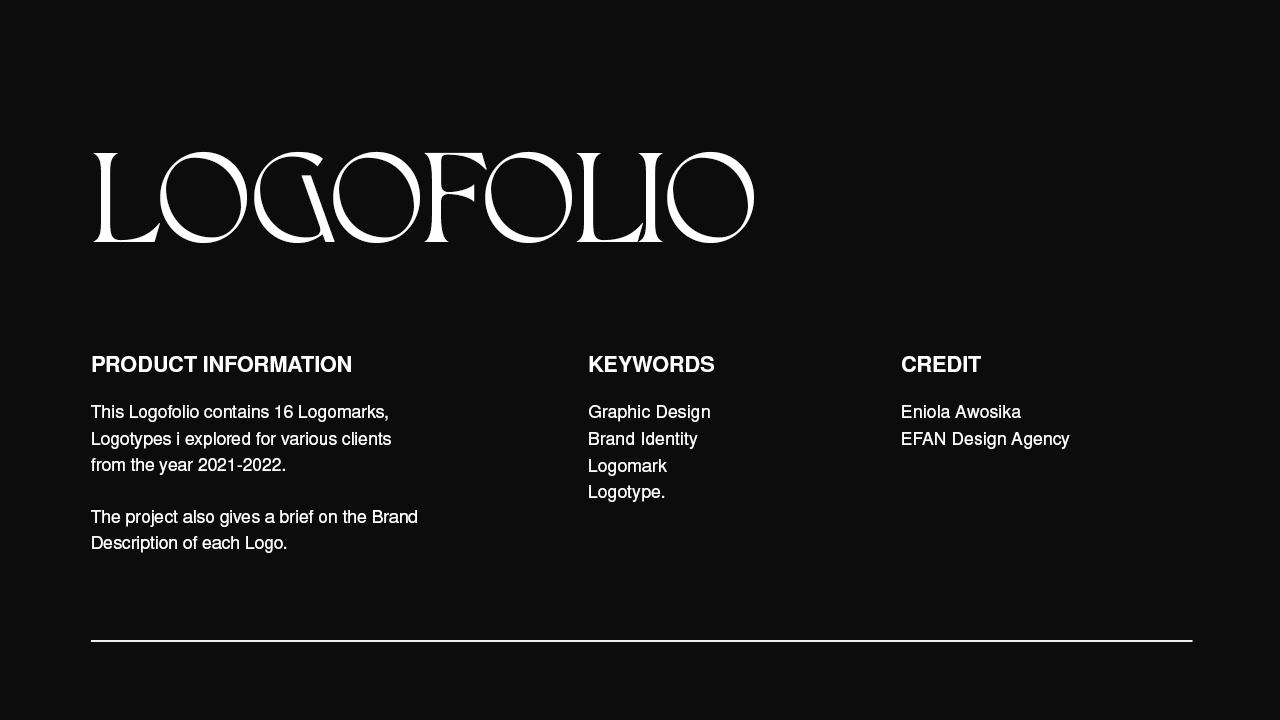 LOGOFOLIO
PRODUCT INFORMATION
This Logofolio contains 16 Logomarks,
Logotypes i explored for various clients
from the year 2021-2022.
The project also gives a brief on the Brand
Description of each Logo.
KEYWORDS
Graphic Design
Brand Identity
Logomark
Logotype.
CREDIT
Eniola Awosika
EFAN Design Agency